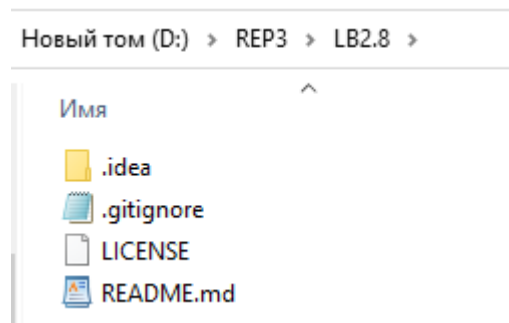 Новый том (D:) > REP3 > LB2.8 >
Имя
.idea
.gitignore
LICENSE
README.md